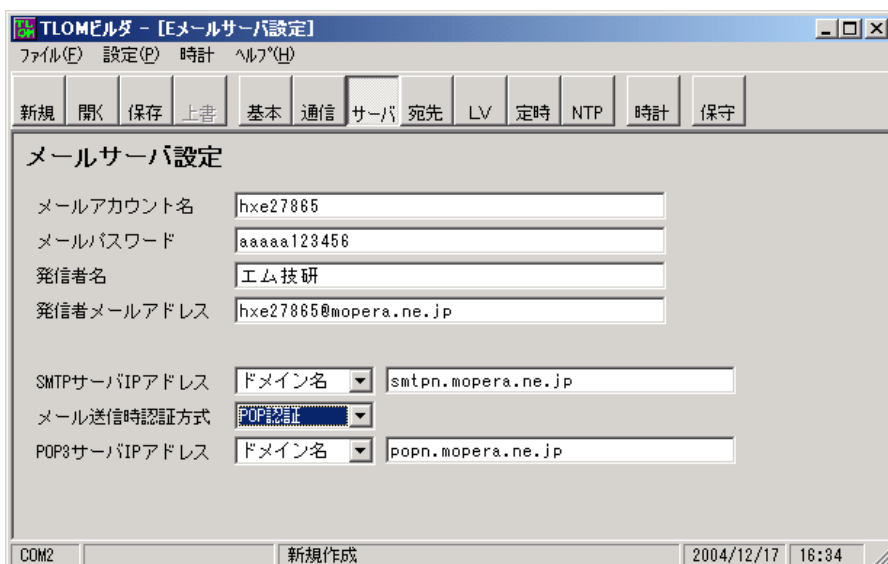 TLOMビルダ - [Eメールサーバ設定]
ファイル(F) 設定(P) 時計 ヘルプ(H)
新規 開く 保存 上書 基本 通信 サーバ 宛先 LV 定時 NTP 時計 保守
メールサーバ設定
メールアカウント名 hxe27865
メールパスワード aaaaa123456
発信者名 エム技研
発信者メールアドレス hxe27865@mopera.ne.jp
SMTPサーバIPアドレス ドメイン名 smtpn.mopera.ne.jp
メール送信時認証方式 POP認証
POP3サーバIPアドレス ドメイン名 popn.mopera.ne.jp
COM2 新規作成 2004/12/17 16:34